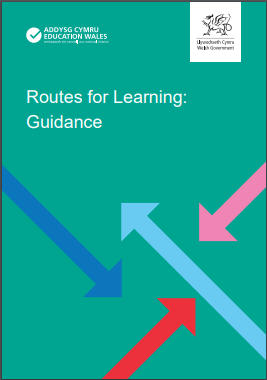 ADDYSG CYMRU
EDUCATION WALES
Llywodraeth Cymru
Welsh Government
Routes for Learning:
Guidance